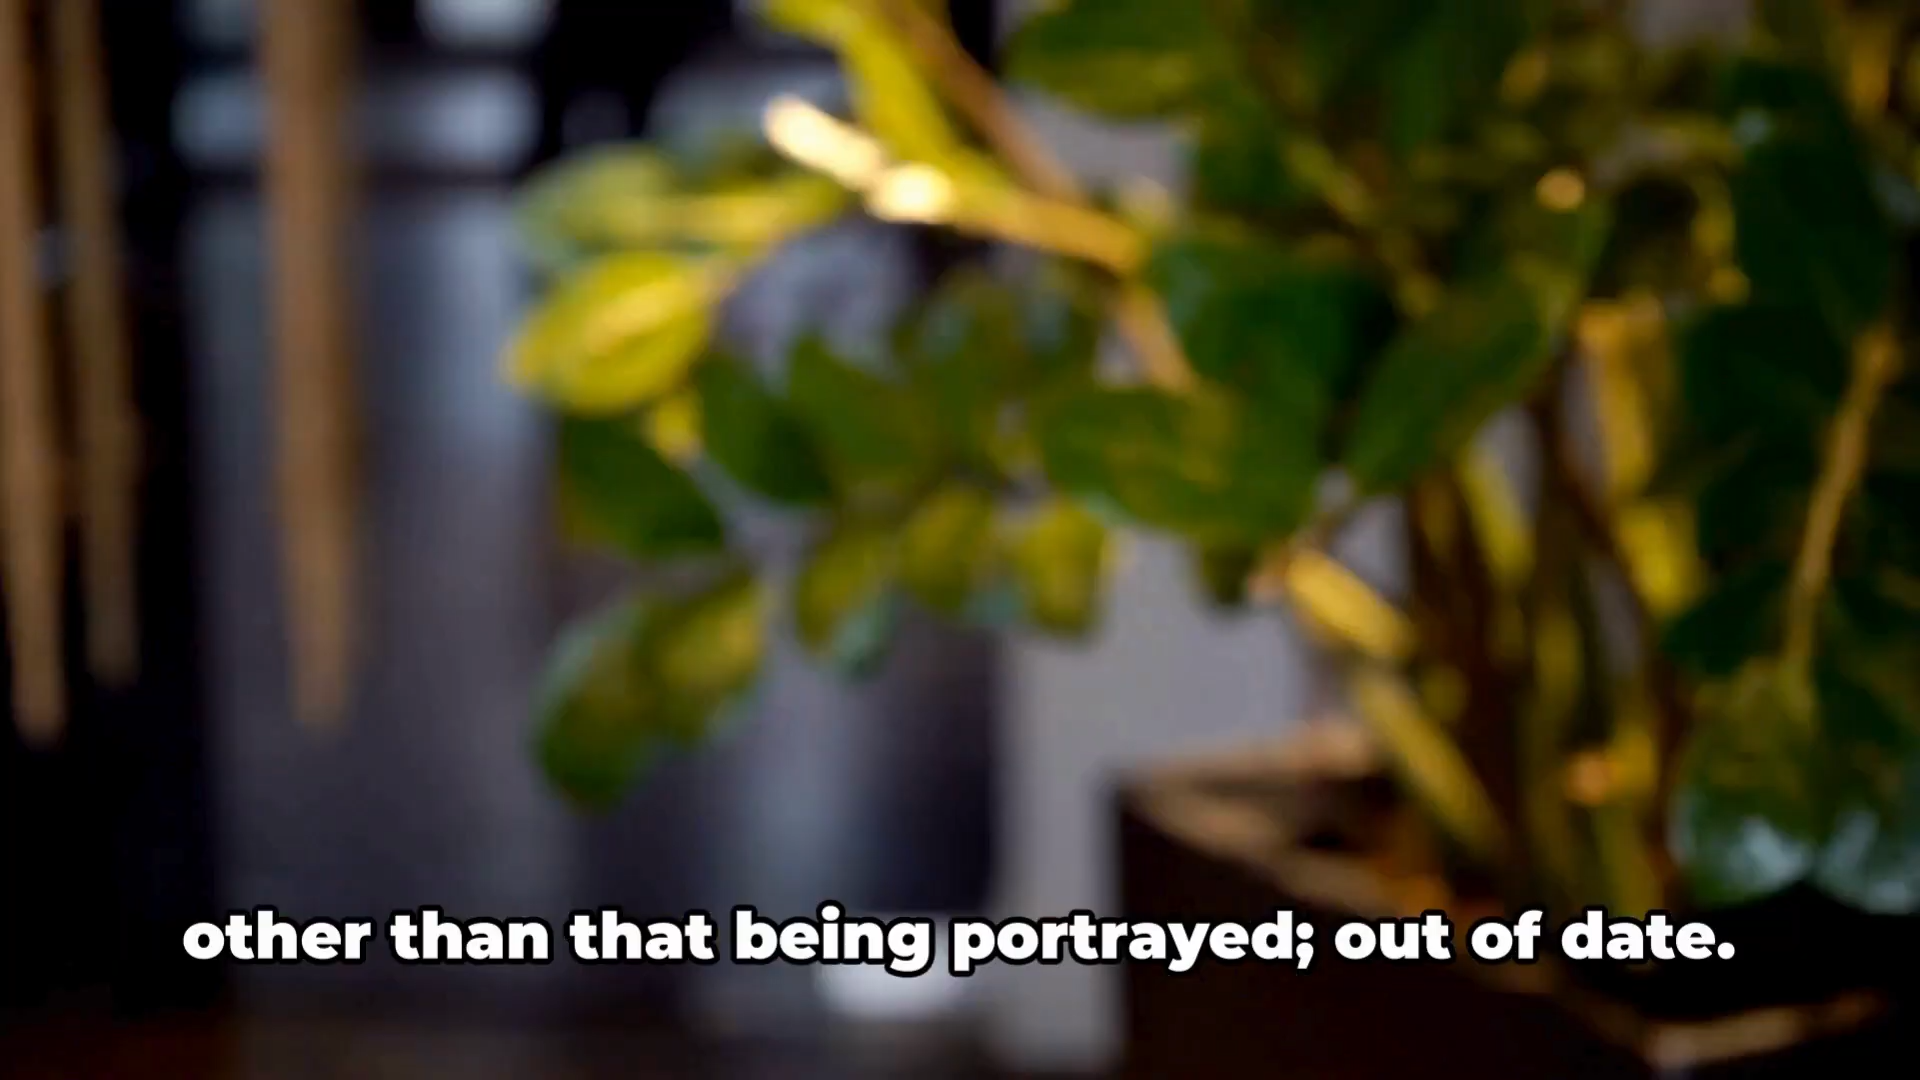 other than that being portrayed; out of date.